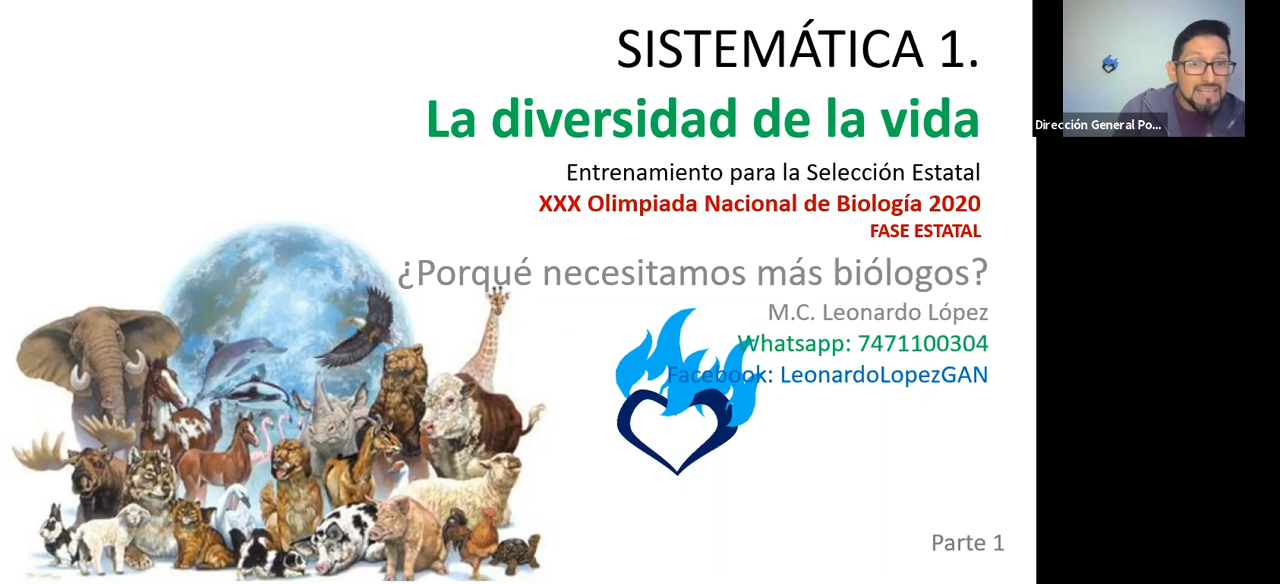 SISTEMÁTICA 1.
La diversidad de la vida
Entrenamiento para la Selección Estatal
XXX Olimpiada Nacional de Biología 2020
FASE ESTATAL
¿Porqué necesitamos más biólogos?
M.C. Leonardo López
Whatsapp: 7471100304
Facebook: LeonardoLopezGAN
Parte 1
Dirección General Po...